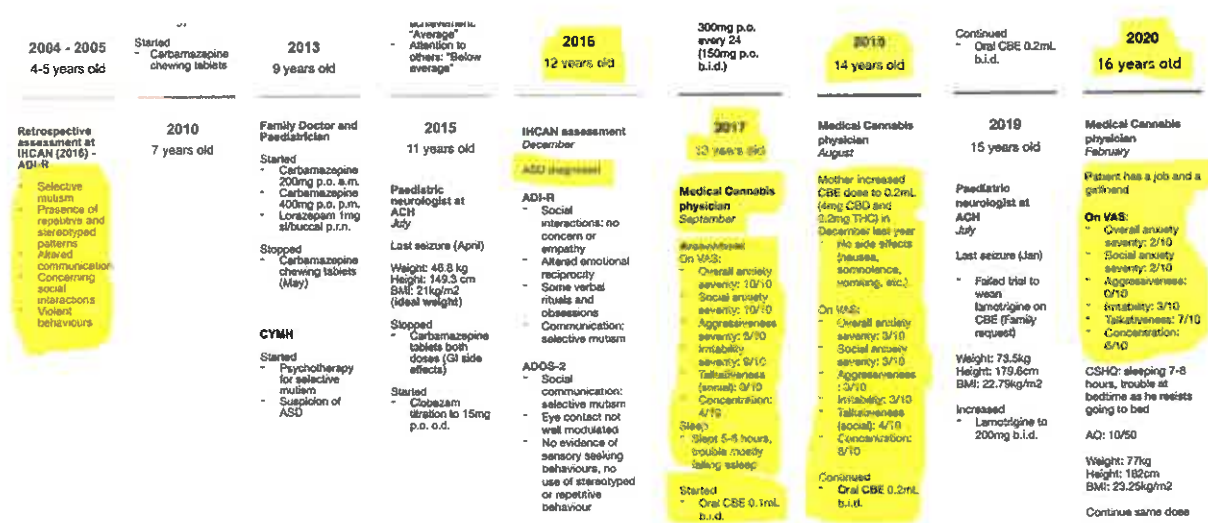 2004 - 2005
4-5 years old
Retrospective
assessment at
IHCAN (2016) -
ADI-R
- Selective
mutism
- Presence of
repetitive and
stereotyped
patterns
- Altered
communication
- Concerning
social
interactions
- Violent
behaviours
Started
- Carbamazepine
chewing tablets
2010
7 years old
2013
9 years old
Family Doctor and
Paediatrician
Started
- Carbamazepine
200mg p.o. a.m.
- Carbamazepine
400mg p.o. p.m.
- Lorazepam 1mg
sl/buccal p.r.n.
Stopped
- Carbamazepine
chewing tablets
(May)
CYMH
Started
- Psychotherapy
for selective
mutism
- Suspicion of
ASD
achievement:
"Average"
- Attention to
others: "Below
average"
2015
11 years old
Paediatric
neurologist at
ACH
July
Last seizure (April)
Weight: 46.8 kg
Height: 149.3 cm
BMI: 21kg/m2
(ideal weight)
Stopped
- Carbamazepine
tablets both
doses (GI side
effects)
Started
- Clobazam
titration to 15mg
p.o. o.d.
2016
12 years old
IHCAN assessment
December
ASD diagnosed
ADI-R
- Social
interactions: no
concern or
empathy
- Altered emotional
reciprocity
- Some verbal
rituals and
obsessions
- Communication:
selective mutism
ADOS-2
- Social
communication:
selective mutism
- Eye contact not
well modulated
- No evidence of
sensory seeking
behaviours, no
use of stereotyped
or repetitive
behaviour
300mg p.o.
every 24
(150mg p.o.
b.i.d.)
2017
13 years old
Medical Cannabis
physician
September
On VAS:
- Overall anxiety
severity: 10/10
- Social anxiety
severity: 10/10
- Aggressiveness
severity:
- Irritability
severity: 9/10
- Talkativeness
(social): 0/10
- Concentration:
4/10
Sleep
- Slept 5-6 hours,
trouble mostly
falling asleep
Started
- Oral CBE 0.1mL
b.i.d.
14 years old
Medical Cannabis
physician
August
Mother increased
CBE dose to 0.2mL
(4mg CBD and
0.2mg THC) in
December last year
- No side effects
(nausea,
somnolence,
vomiting, etc.)
On VAS:
- Overall anxiety
severity: 3/10
- Social anxiety
severity: 3/10
- Aggressiveness
: 0/10
- Irritability: 3/10
- Talkativeness
(social): 4/10
- Concentration:
8/10
Continued
- Oral CBE 0.2mL
b.i.d.
Continued
- Oral CBE 0.2mL
b.i.d.
2019
15 years old
Paediatric
neurologist at
ACH
July
Last seizure (Jan)
- Failed trial to
wean
lamotrigine on
CBE (Family
request)
Weight: 73.5kg
Height: 179.6cm
BMI: 22.79kg/m2
Increased
- Lamotrigine to
200mg b.i.d.
2020
16 years old
Medical Cannabis
physician
February
Patient has a job and a
girlfriend
On VAS:
- Overall anxiety
severity: 2/10
- Social anxiety
severity: 2/10
- Aggressiveness:
0/10
- Irritability: 3/10
- Talkativeness: 7/10
- Concentration:
6/10
CSHQ: sleeping 7-8
hours, trouble at
bedtime as he resists
going to bed
AQ: 10/50
Weight: 77kg
Height: 182cm
BMI: 23.25kg/m2
Continue same dose